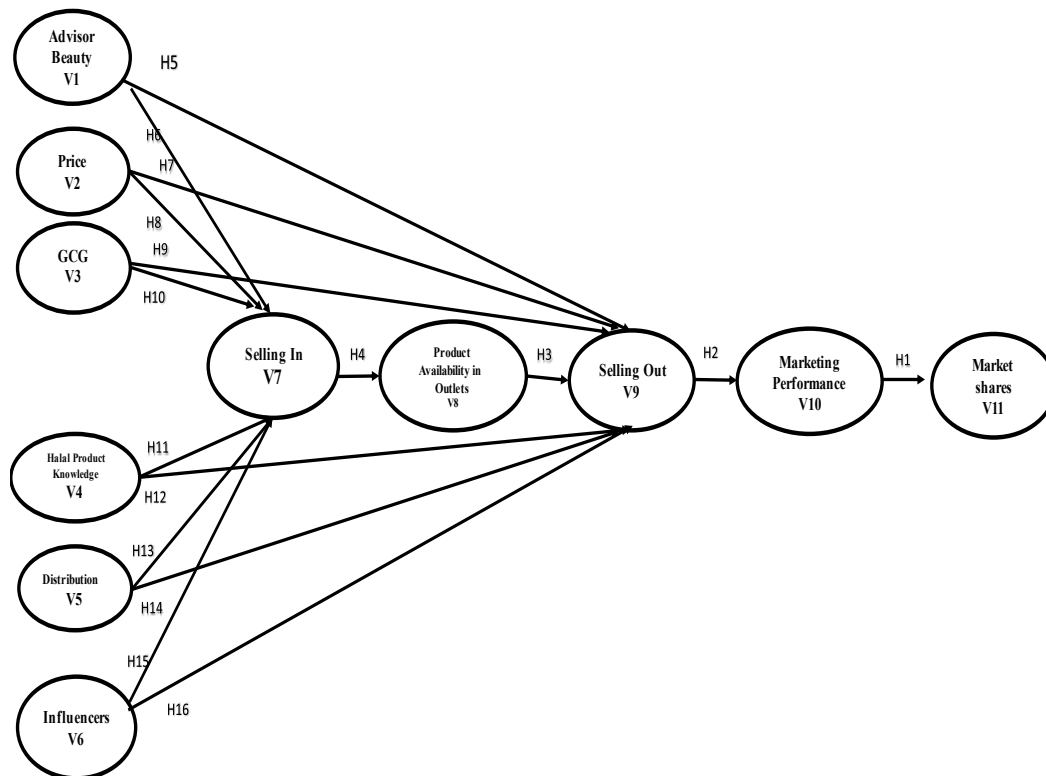 Advisor
Beauty
V1
H5
H6
H7
Price
V2
H8
H9
GCG
V3
H10
Selling In
V7
H4
Product
Availability in
Outlets
V8
H3
Selling Out
V9
H2
Marketing
Performance
V10
H1
Market
shares
V11
Halal Product
Knowledge
V4
H11
H12
H13
Distribution
V5
H14
H15
Influencers
V6
H16